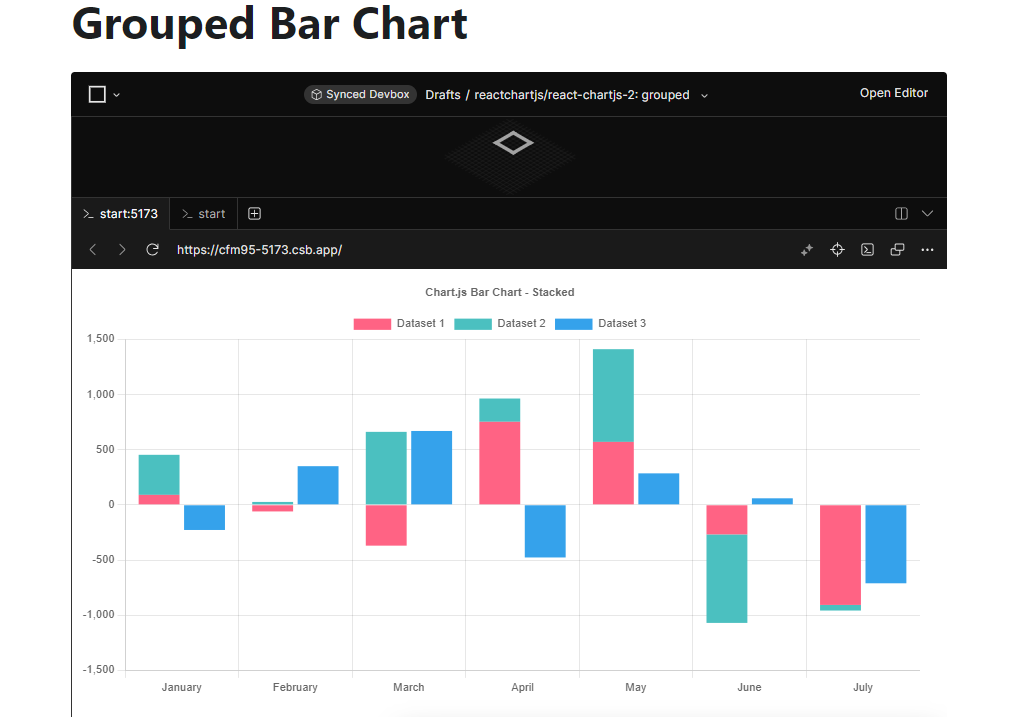 Grouped Bar Chart
Synced Devbox Drafts / reactchartjs/react-chartjs-2: grouped Open Editor
start:5173 start
https://cfm95-5173.csb.app/
Chart.js Bar Chart - Stacked
Dataset 1 Dataset 2 Dataset 3
1,500
1,000
500
0
-500
-1,000
-1,500
January February March April May June July